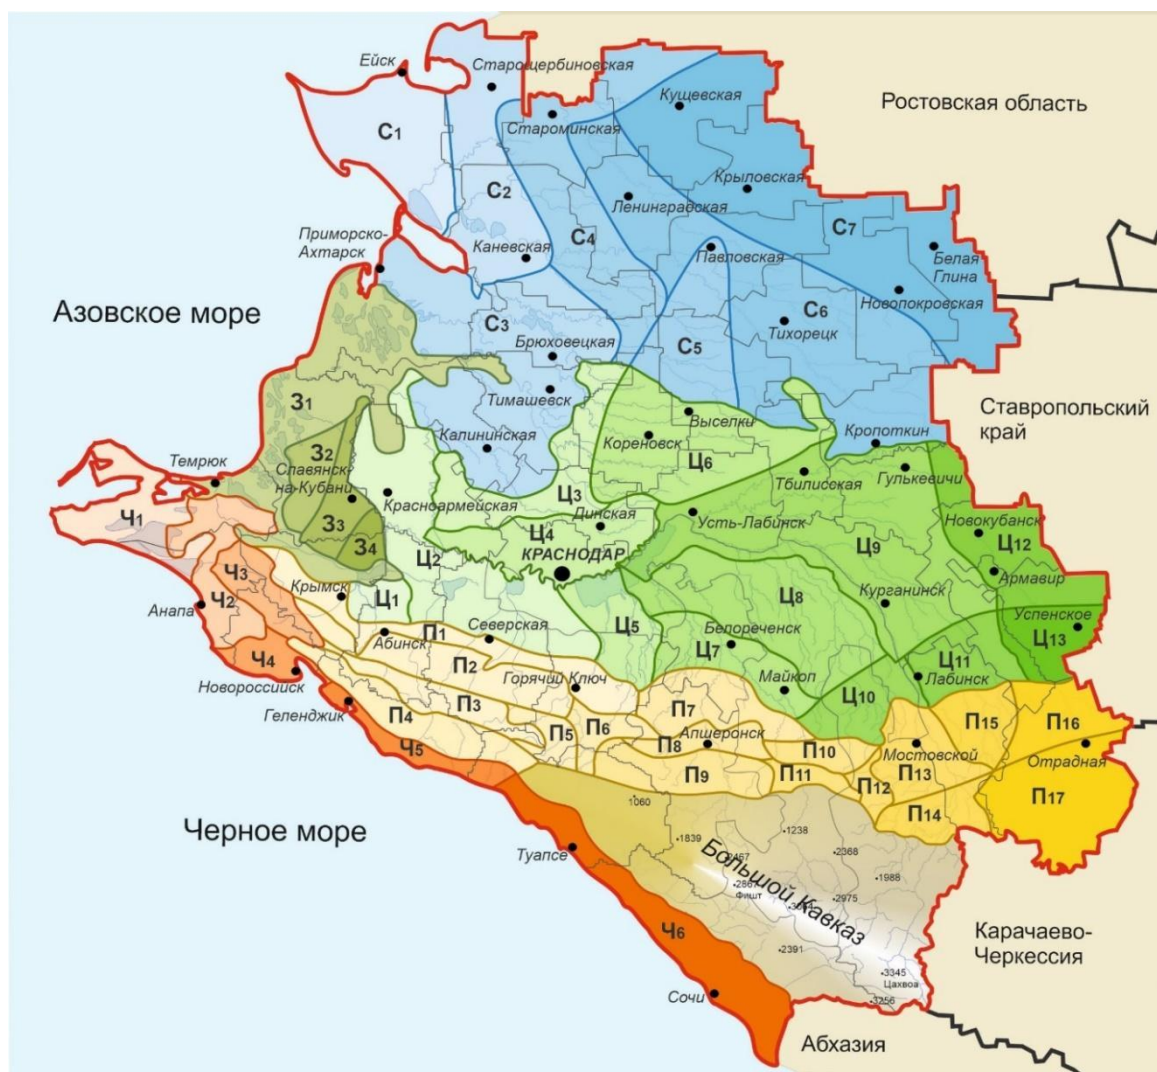 Ейск
Старощербиновская
Кущевская
Ростовская область
Староминская
С1
С2
Крыловская
Ленинградская
С7
С4
Приморско-
Ахтарск
Каневская
Павловская
Белая
Глина
Новопокровская
Азовское море
С3
С6
Тихорецк
Брюховецкая
С5
Тимашевск
З1
Выселки
Ставропольский
край
Калининская
Кореновск
Кропоткин
З2
Темрюк
Славянск-
на-Кубани
Ц6
Тбилисская
Гулькевичи
Красноармейская
Ц3
Динская
Усть-Лабинск
Новокубанск
Ч1
З3
Ц4
Ц9
Ц12
З4
Ц2
КРАСНОДАР
Армавир
Ч3
Крымск
Ц8
Анапа
Ч2
Ц1
Курганинск
Успенское
Абинск
П1
Северская
Ц5
Белореченск
Ц13
Ц7
Ч4
П2
Ц11
Новороссийск
Горячий Ключ
Майкоп
Ц10
Лабинск
Геленджик
П3
П4
П7
П15
П16
П5
П6
Ч5
П8
Апшеронск
П10
Мостовской
Отрадная
П9
П11
П12
П13
П17
П14
1060
Черное море
1839
1238
Туапсе
2467
2368
Большой Кавказ
2867
Фишт
1988
2975
Ч6
2391
Карачаево-
Черкессия
3345
Цахвоа
Сочи
3256
Абхазия